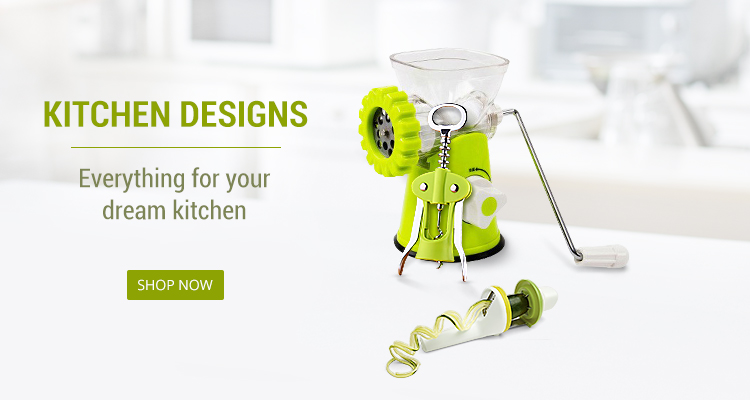 KITCHEN DESIGNS
Everything for your
dream kitchen
SHOP NOW